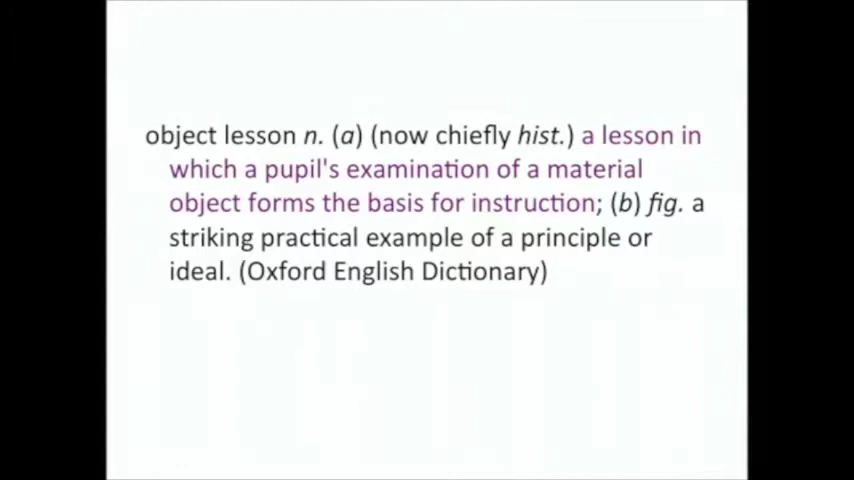 object lesson n. (a) (now chiefly hist.) a lesson in
which a pupil's examination of a material
object forms the basis for instruction; (b) fig. a
striking practical example of a principle or
ideal. (Oxford English Dictionary)